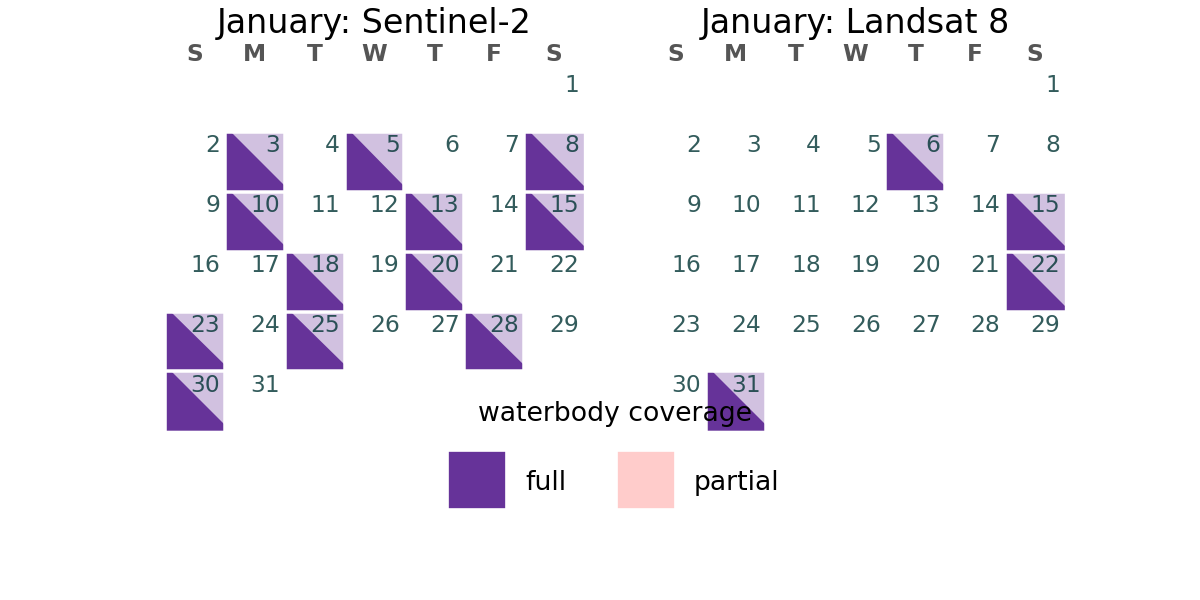 January: Sentinel-2
S M T W T F S
1
2 3 4 5 6 7 8
9 10 11 12 13 14 15
16 17 18 19 20 21 22
23 24 25 26 27 28 29
30 31
January: Landsat 8
S M T W T F S
1
2 3 4 5 6 7 8
9 10 11 12 13 14 15
16 17 18 19 20 21 22
23 24 25 26 27 28 29
30 31
waterbody coverage
full partial